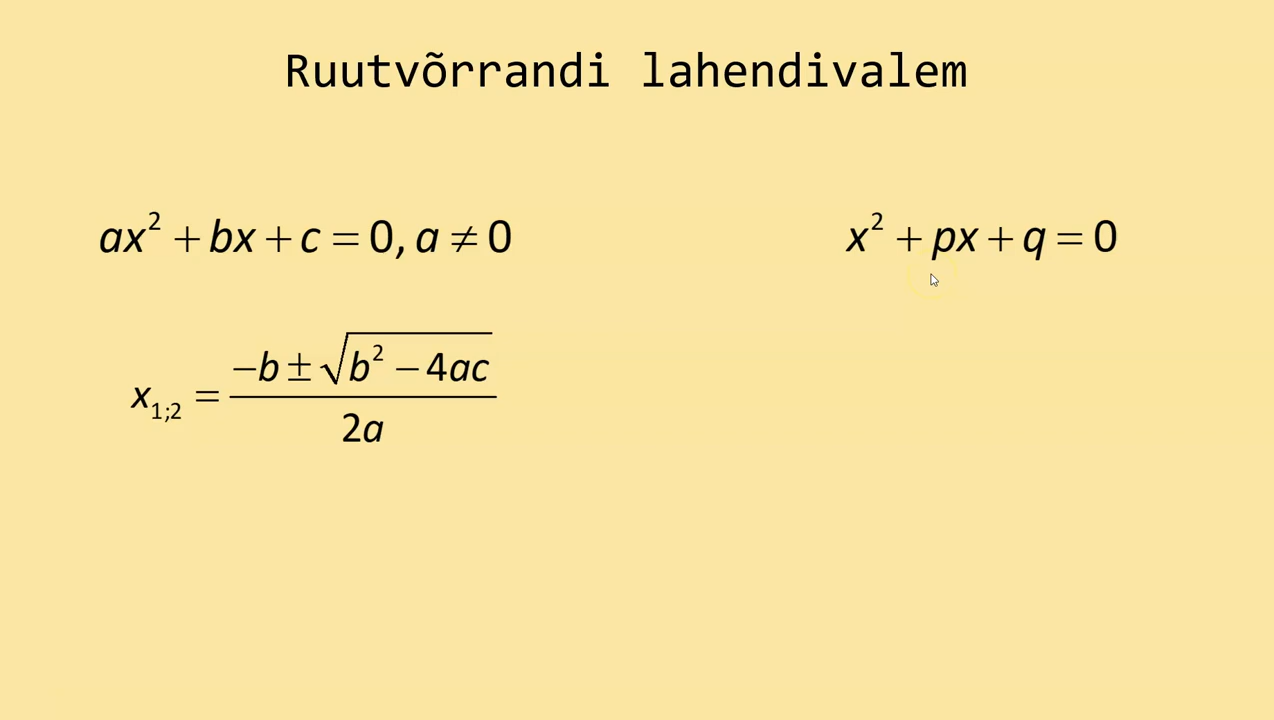 Ruutvõrrandi lahendivalem
ax² + bx + c = 0, a ≠ 0
x² + px + q = 0
x₁;₂ = (−b ± √(b² − 4ac)) / 2a